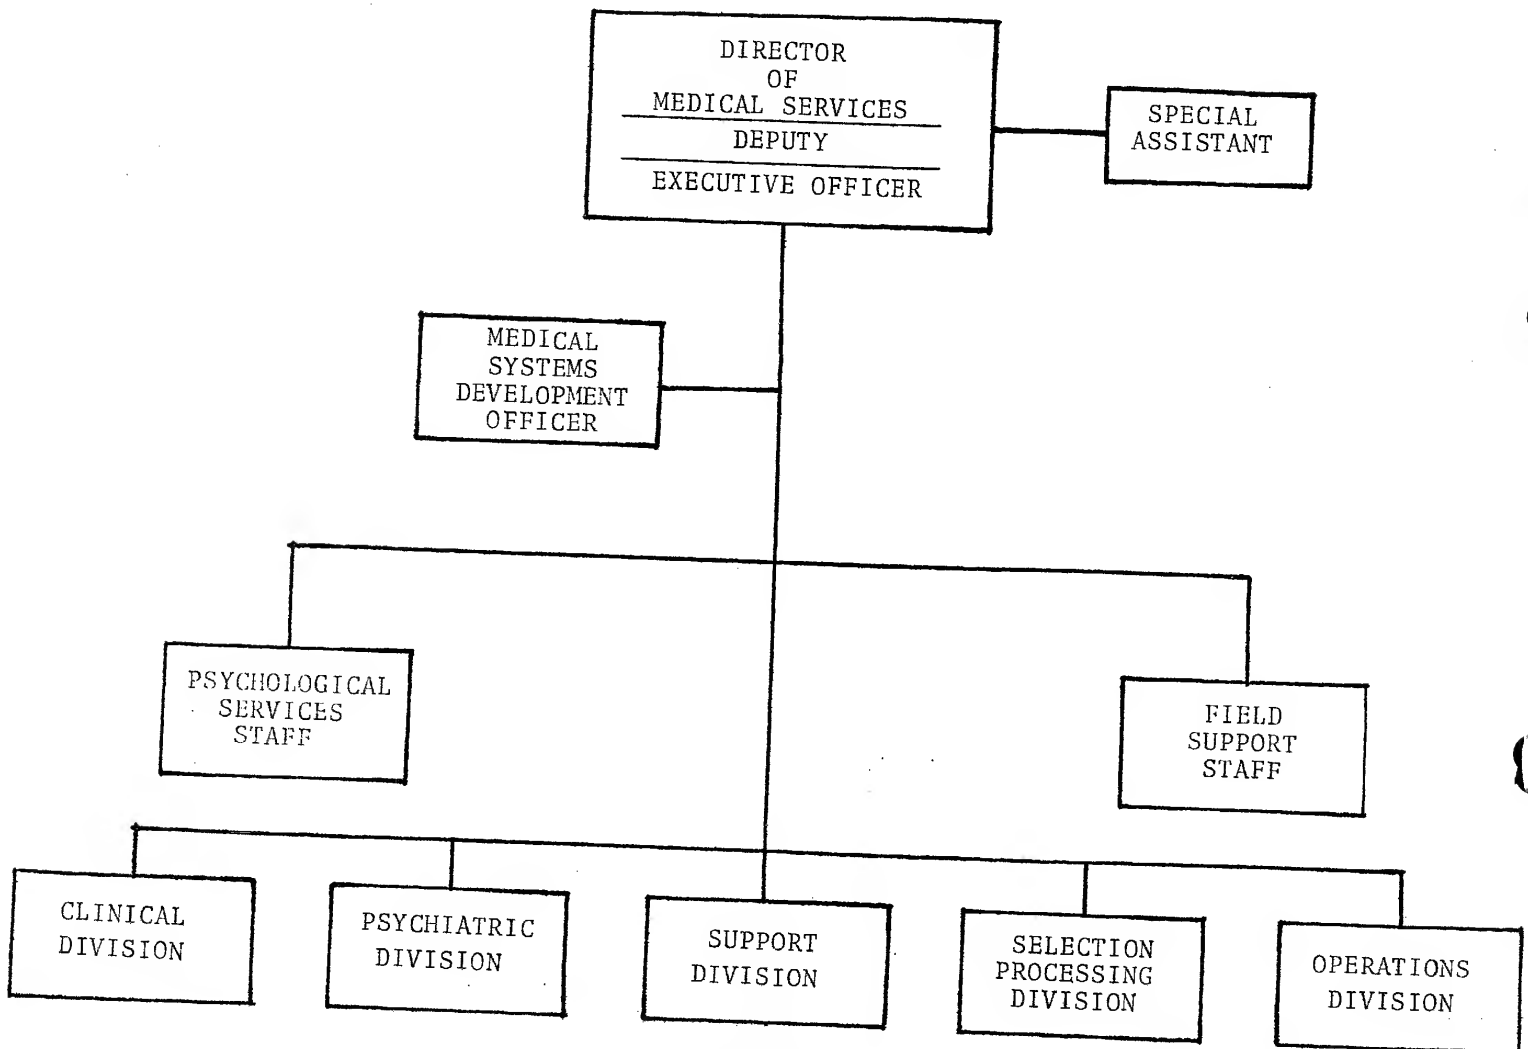 DIRECTOR
OF
MEDICAL SERVICES
DEPUTY
EXECUTIVE OFFICER
SPECIAL
ASSISTANT
MEDICAL
SYSTEMS
DEVELOPMENT
OFFICER
PSYCHOLOGICAL
SERVICES
STAFF
FIELD
SUPPORT
STAFF
CLINICAL
DIVISION
PSYCHIATRIC
DIVISION
SUPPORT
DIVISION
SELECTION
PROCESSING
DIVISION
OPERATIONS
DIVISION